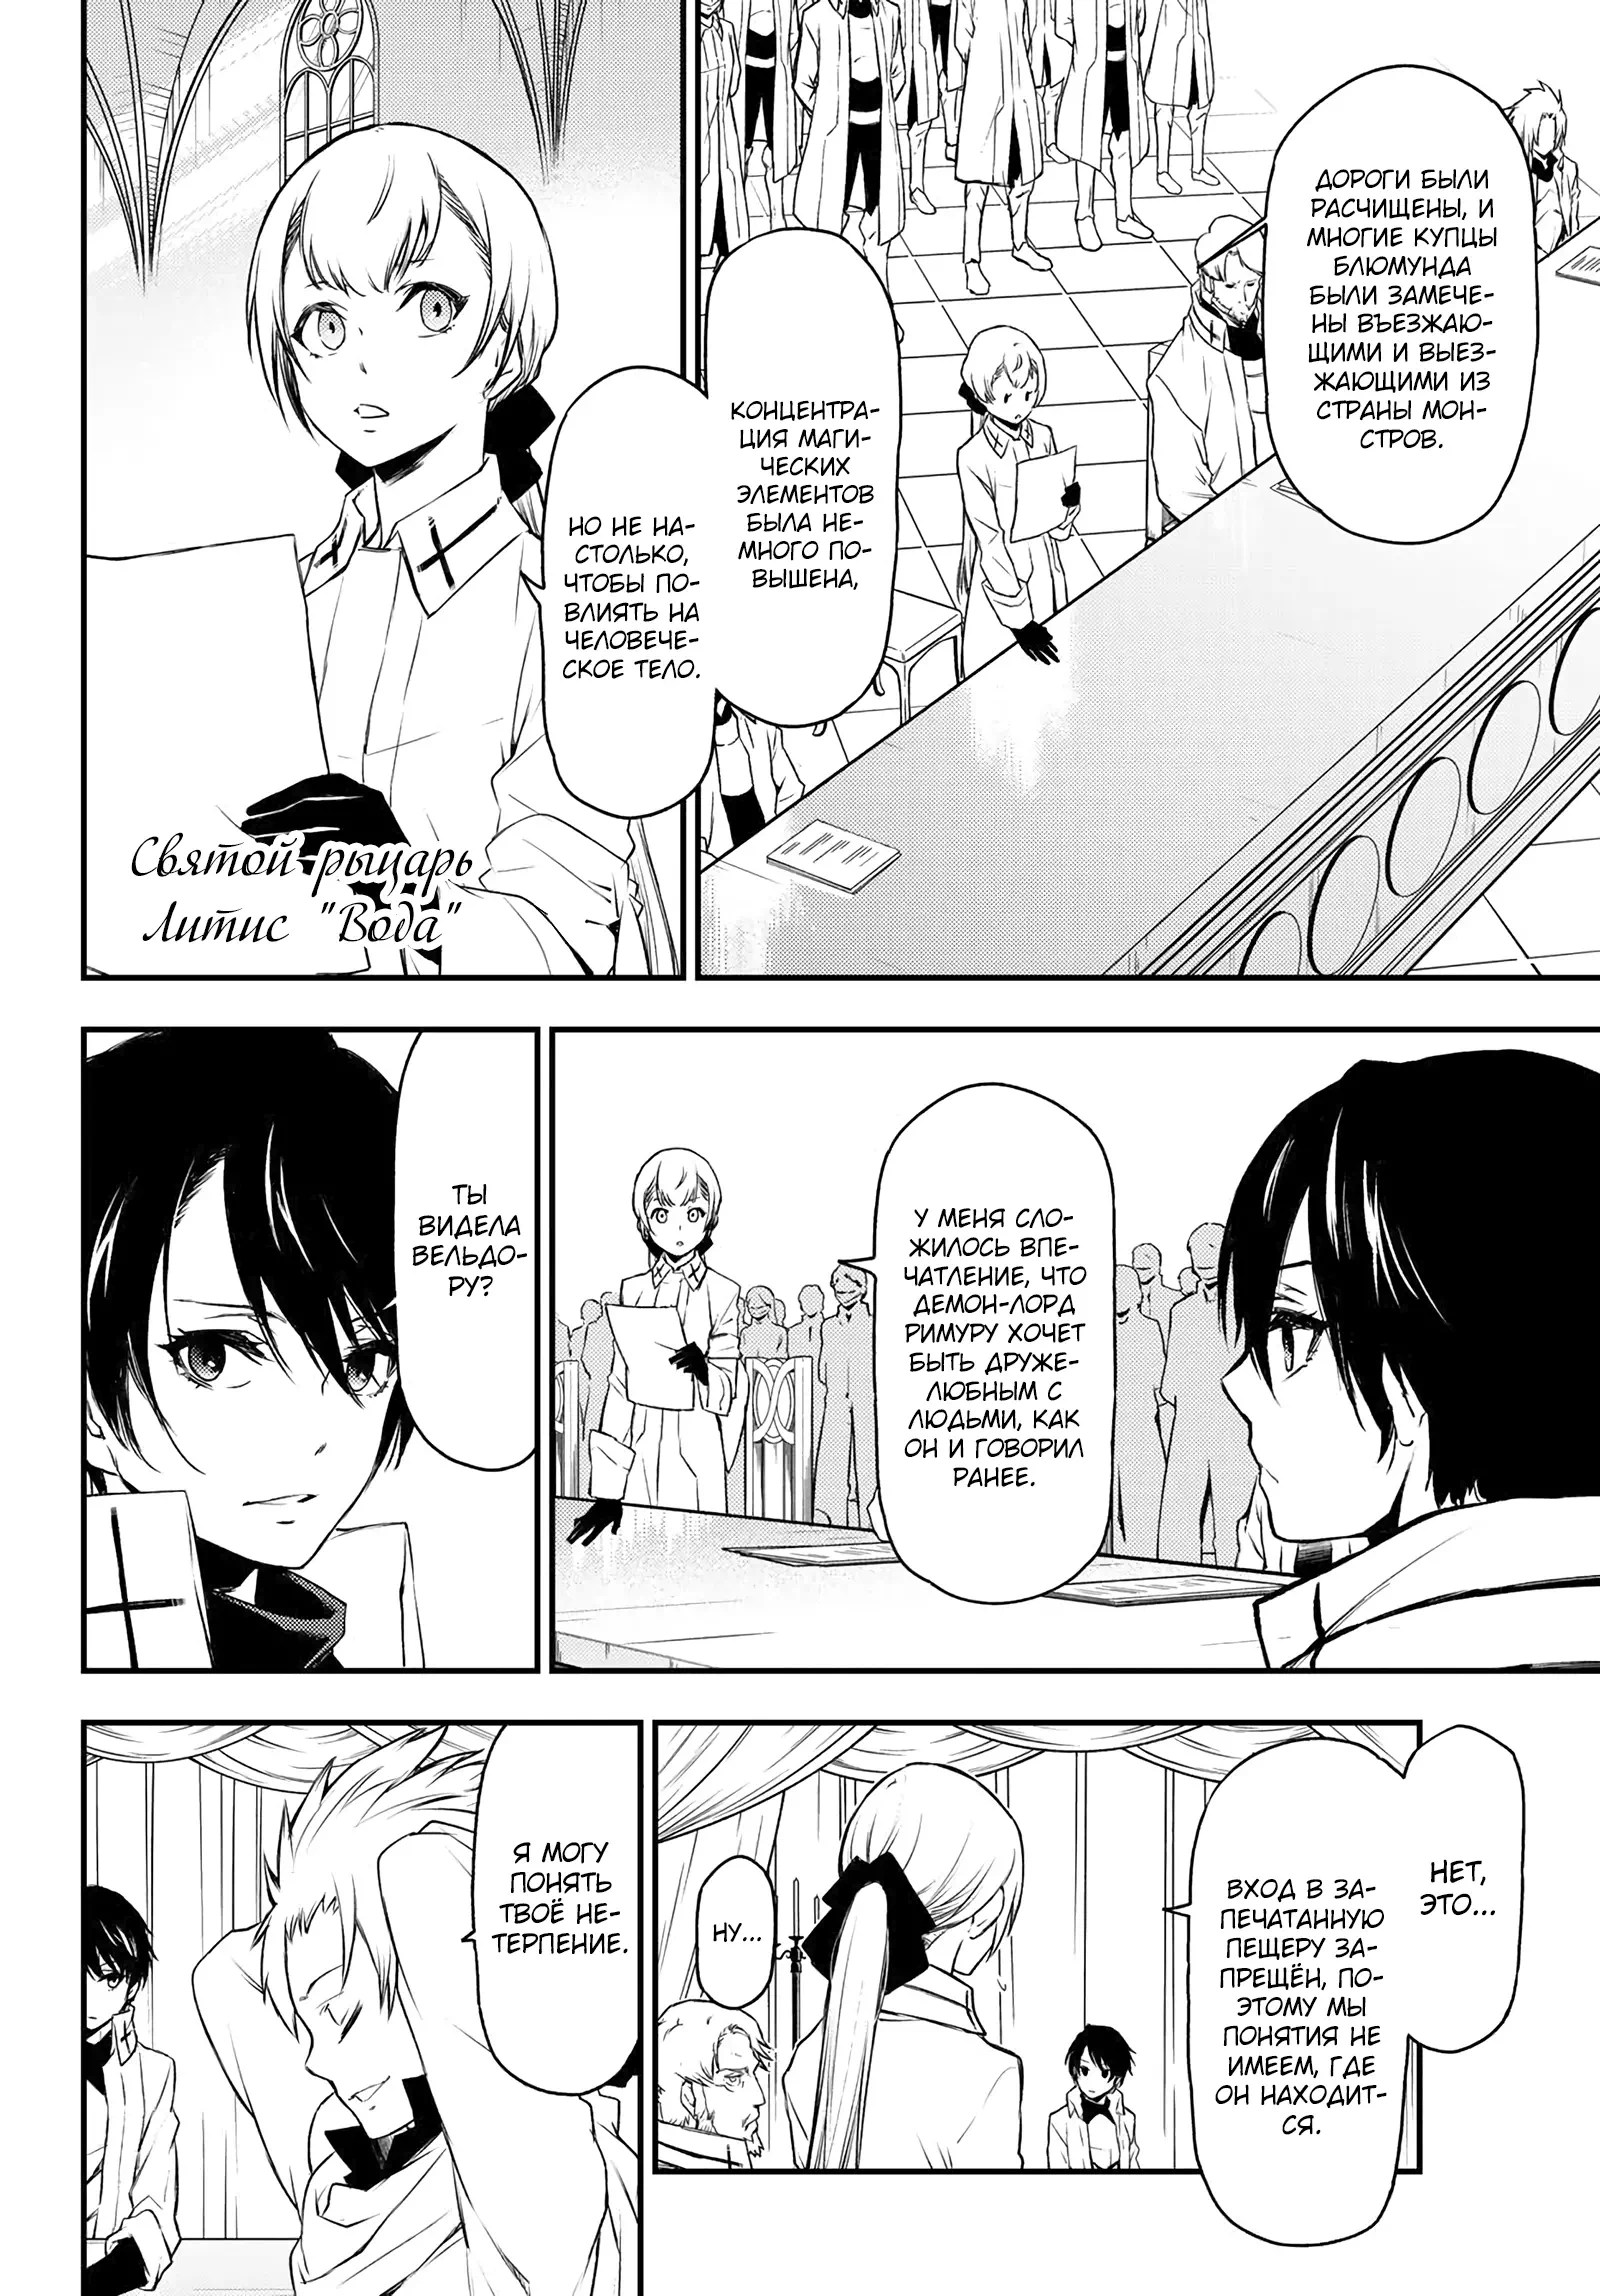 ДОРОГИ БЫЛИ
РАСЧИЩЕНЫ, И
МНОГИЕ КУПЦЫ
БЛЮМУНДА
БЫЛИ ЗАМЕЧЕ-
НЫ ВЪЕЗЖАЮ-
ЩИМИ И ВЫЕЗ-
ЖАЮЩИМИ ИЗ
СТРАНЫ МОН-
СТРОВ.
КОНЦЕНТРА-
ЦИЯ МАГИ-
ЧЕСКИХ
ЭЛЕМЕНТОВ
БЫЛА НЕ-
МНОГО ПО-
ВЫШЕНА,
НО НЕ НА-
СТОЛЬКО,
ЧТОБЫ ПО-
ВЛИЯТЬ НА
ЧЕЛОВЕЧЕ-
СКОЕ ТЕЛО.
Святой рыцарь
Литис "Вода"
У МЕНЯ СЛО-
ЖИЛОСЬ ВПЕ-
ЧАТЛЕНИЕ, ЧТО
ДЕМОН-ЛОРД
РИМУРУ ХОЧЕТ
БЫТЬ ДРУЖЕ-
ЛЮБНЫМ С
ЛЮДЬМИ, КАК
ОН И ГОВОРИЛ
РАНЕЕ.
ТЫ
ВИДЕЛА
ВЕЛЬДО-
РУ?
НЕТ,
ЭТО...
ВХОД В ЗА-
ПЕЧАТАННУЮ
ПЕЩЕРУ ЗА-
ПРЕЩЁН, ПО-
ЭТОМУ МЫ
ПОНЯТИЯ НЕ
ИМЕЕМ, ГДЕ
ОН НАХОДИТ-
СЯ.
НУ...
Я МОГУ
ПОНЯТЬ
ТВОЁ НЕ-
ТЕРПЕНИЕ.